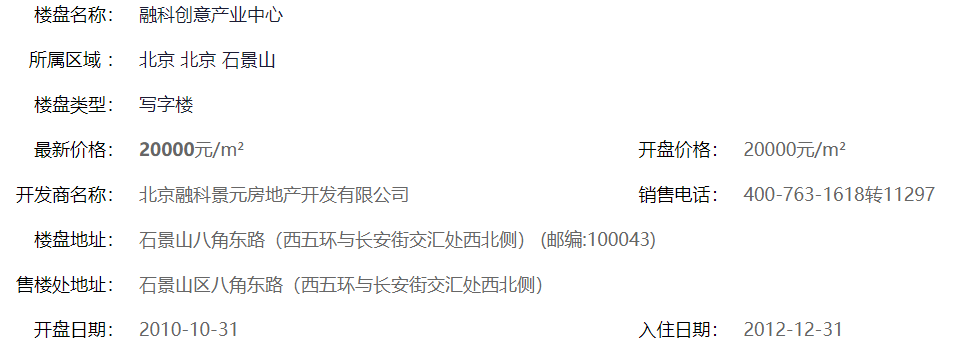 楼盘名称： 融科创意产业中心
所属区域 ： 北京 北京 石景山
楼盘类型： 写字楼
最新价格： 20000元/m² 开盘价格： 20000元/m²
开发商名称： 北京融科景元房地产开发有限公司 销售电话： 400-763-1618转11297
楼盘地址： 石景山八角东路（西五环与长安街交汇处西北侧） (邮编:100043)
售楼处地址： 石景山区八角东路（西五环与长安街交汇处西北侧）
开盘日期： 2010-10-31 入住日期： 2012-12-31